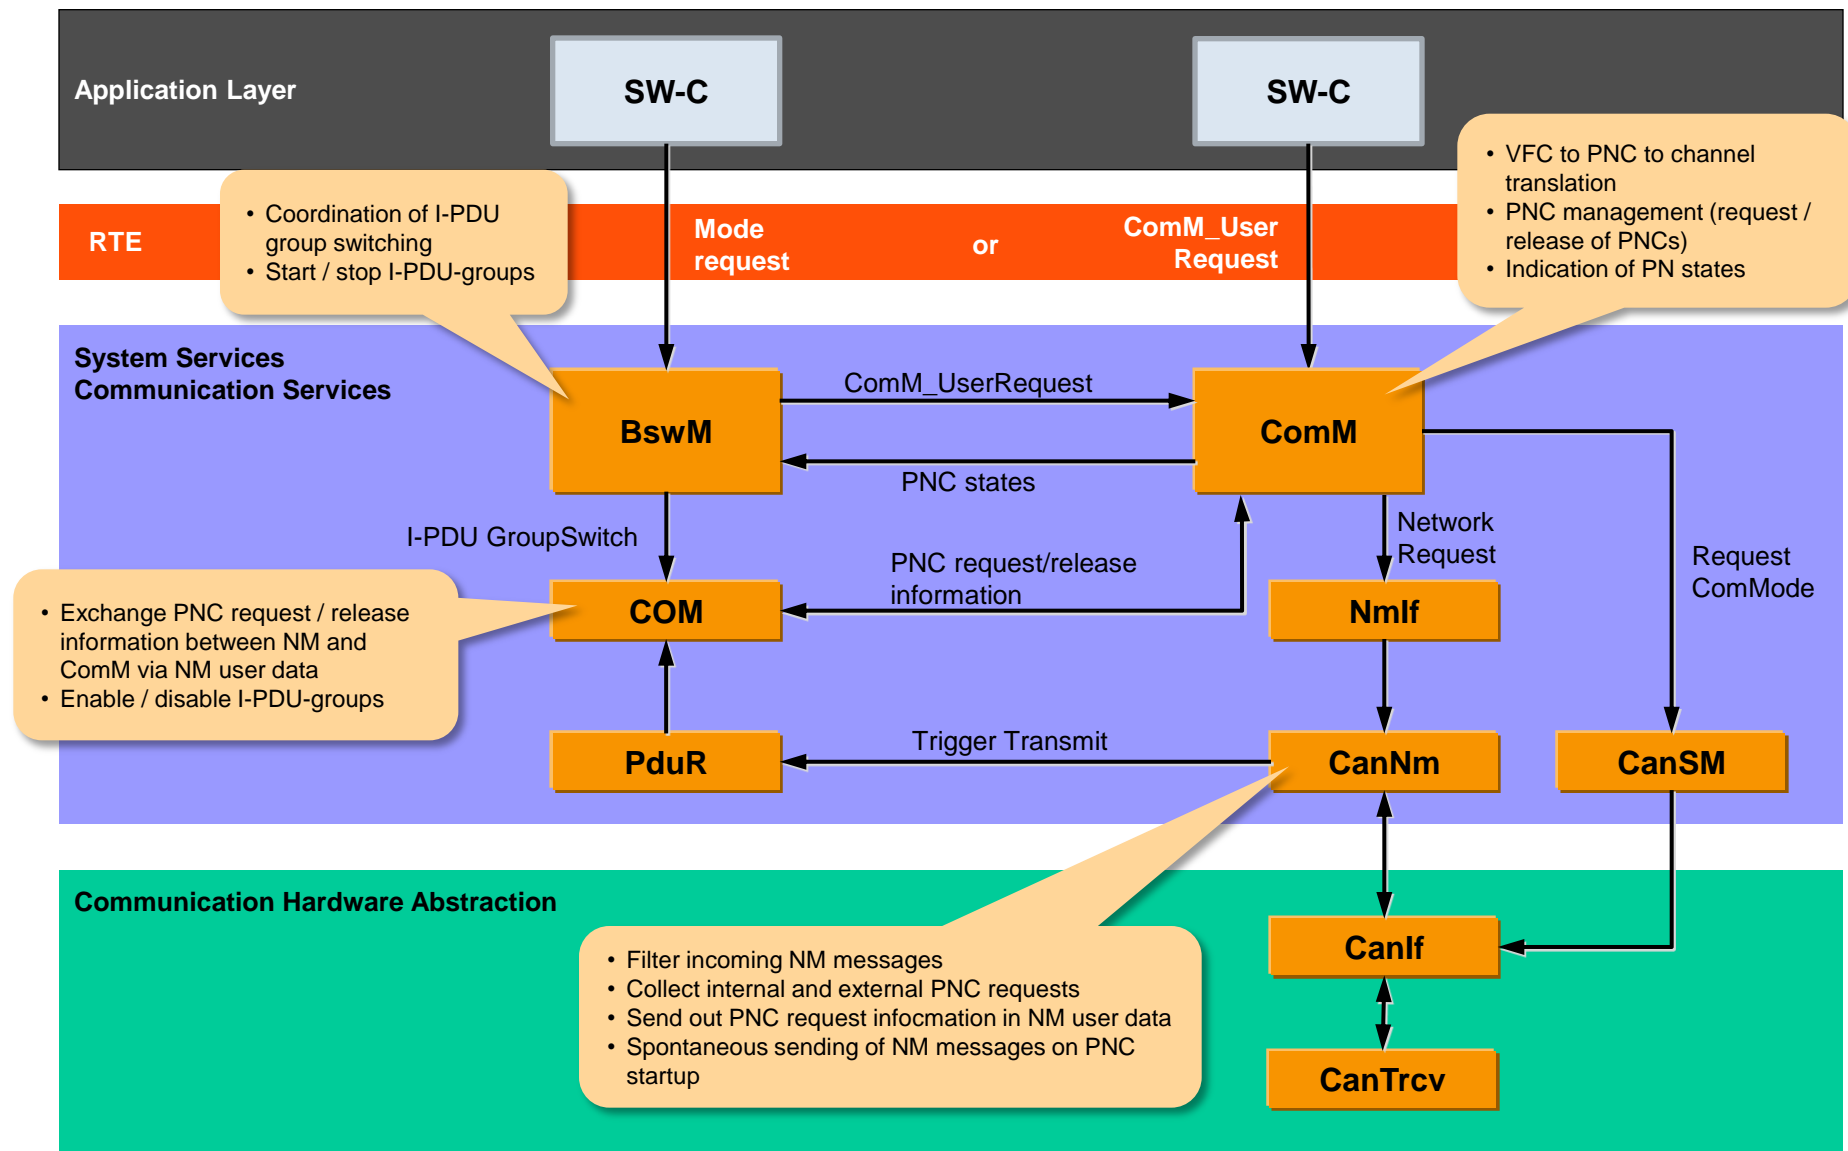 Application Layer
SW-C
SW-C
RTE
Mode
request
or
ComM_User
Request
• Coordination of I-PDU
group switching
• Start / stop I-PDU-groups
• VFC to PNC to channel
translation
• PNC management (request /
release of PNCs)
• Indication of PN states
System Services
Communication Services
BswM
ComM_UserRequest
ComM
PNC states
I-PDU GroupSwitch
PNC request/release
information
Network
Request
Request
ComMode
• Exchange PNC request / release
information between NM and
ComM via NM user data
• Enable / disable I-PDU-groups
COM
NmIf
PduR
Trigger Transmit
CanNm
CanSM
Communication Hardware Abstraction
• Filter incoming NM messages
• Collect internal and external PNC requests
• Send out PNC request infocmation in NM user data
• Spontaneous sending of NM messages on PNC
startup
CanIf
CanTrcv